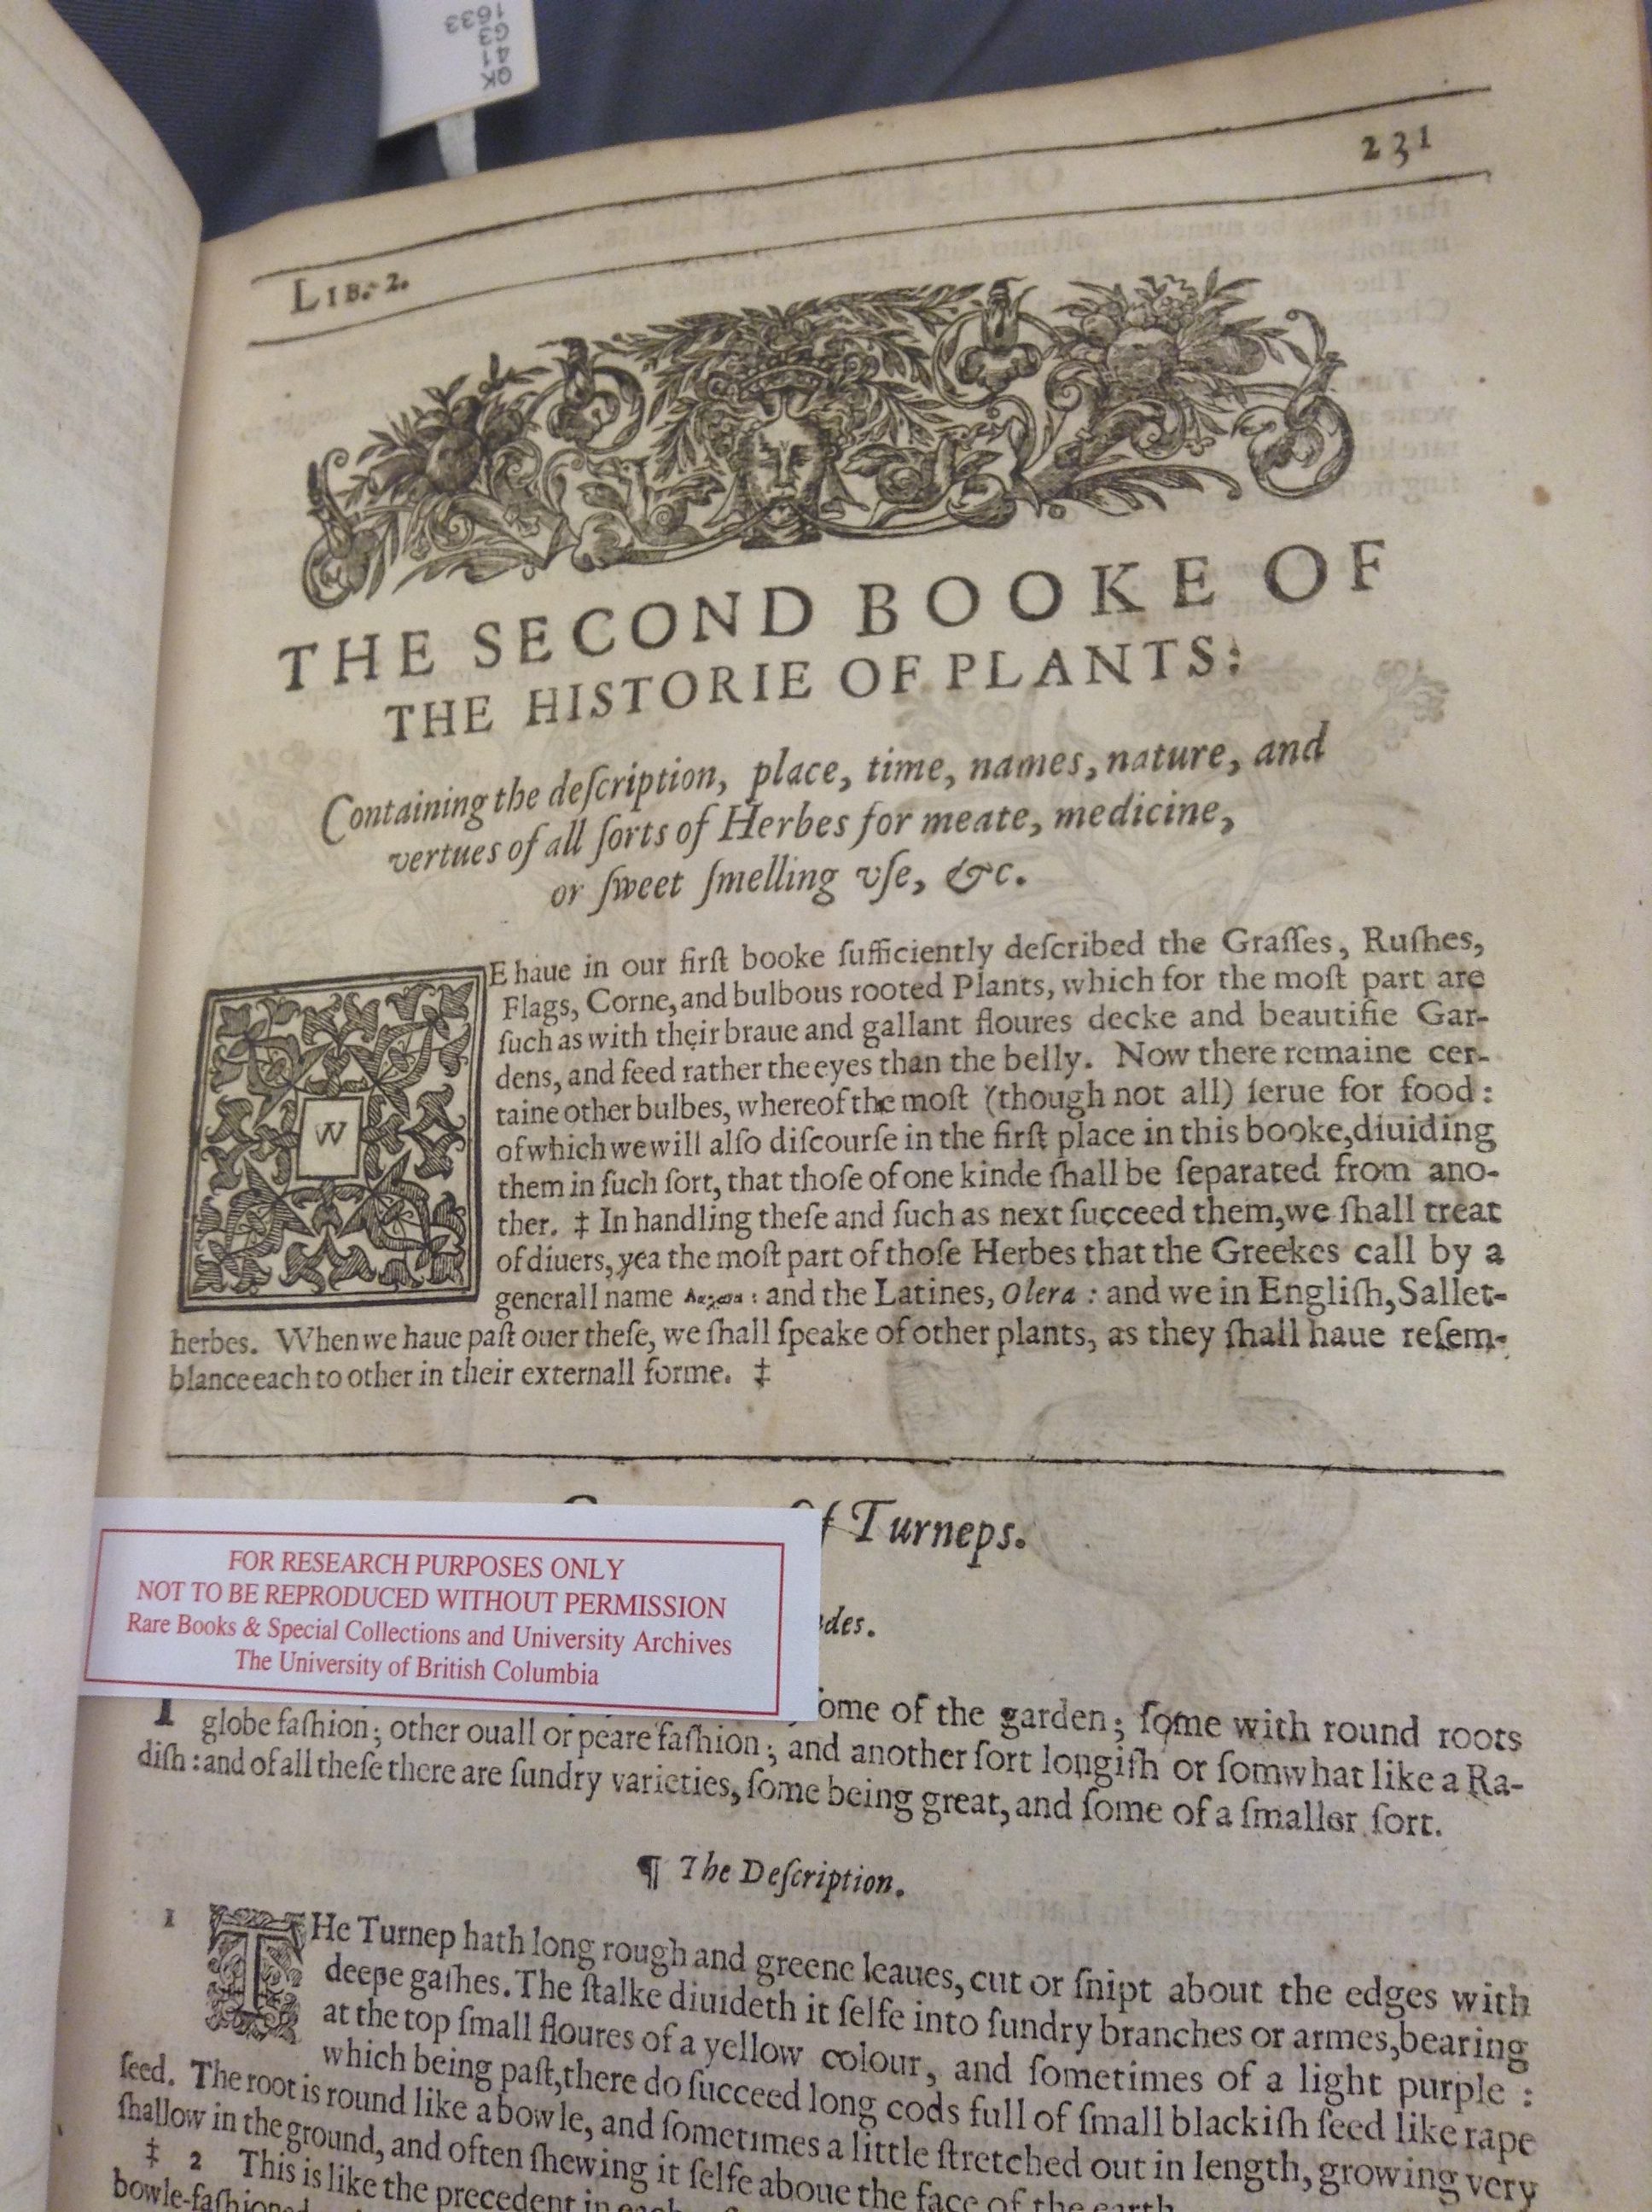 QK
41
G3
1633
LIB. 2.
231
THE SECOND BOOKE OF
THE HISTORIE OF PLANTS:
Containing the deſcription, place, time, names, nature, and
vertues of all ſorts of Herbes for meate, medicine,
or ſweet ſmelling vſe, &c.
WE haue in our firſt booke ſufficiently deſcribed the Graſſes, Ruſhes,
Flags, Corne, and bulbous rooted Plants, which for the moſt part are
ſuch as with their braue and gallant floures decke and beautifie Gar-
dens, and feed rather the eyes than the belly. Now there remaine cer-
taine other bulbes, whereof the moſt (though not all) ſerue for food:
of which we will alſo diſcourſe in the firſt place in this booke, diuiding
them in ſuch ſort, that thoſe of one kinde ſhall be ſeparated from ano-
ther. ‡ In handling theſe and ſuch as next ſucceed them, we ſhall treat
of diuers, yea the moſt part of thoſe Herbes that the Greekes call by a
generall name : and the Latines, Olera : and we in Engliſh, Sallet-
herbes. When we haue paſt ouer theſe, we ſhall ſpeake of other plants, as they ſhall haue reſem-
blance each to other in their externall forme. ‡
Of Turneps.
FOR RESEARCH PURPOSES ONLY
NOT TO BE REPRODUCED WITHOUT PERMISSION
Rare Books & Special Collections and University Archives
The University of British Columbia
des.
ſome of the garden; ſome with round roots
globe faſhion; other ouall or peare faſhion; and another ſort longiſh or ſomwhat like a Ra-
diſh: and of all theſe there are ſundry varieties, ſome being great, and ſome of a ſmaller ſort.
¶ The Deſcription.
1 THe Turnep hath long rough and greene leaues, cut or ſnipt about the edges with
deepe gaſhes. The ſtalke diuideth it ſelfe into ſundry branches or armes, bearing
at the top ſmall floures of a yellow colour, and ſometimes of a light purple :
which being paſt, there do ſucceed long cods full of ſmall blackiſh ſeed like rape
ſeed. The root is round like a bowle, and ſometimes a little ſtretched out in length, growing very
ſhallow in the ground, and often ſhewing it ſelfe aboue the face of the earth.
‡ 2 This is like the precedent in each
bowle-faſhioned